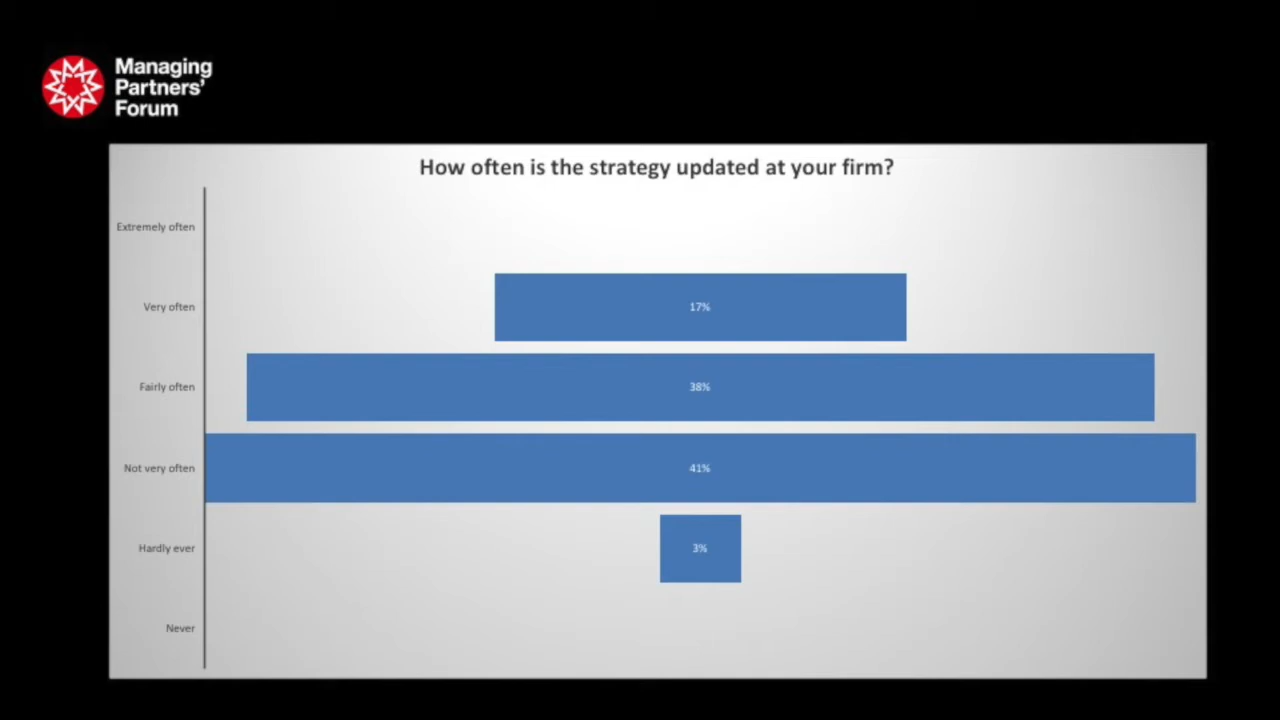 Managing
Partners'
Forum
How often is the strategy updated at your firm?
Extremely often
Very often
17%
Fairly often
38%
Not very often
41%
Hardly ever
3%
Never